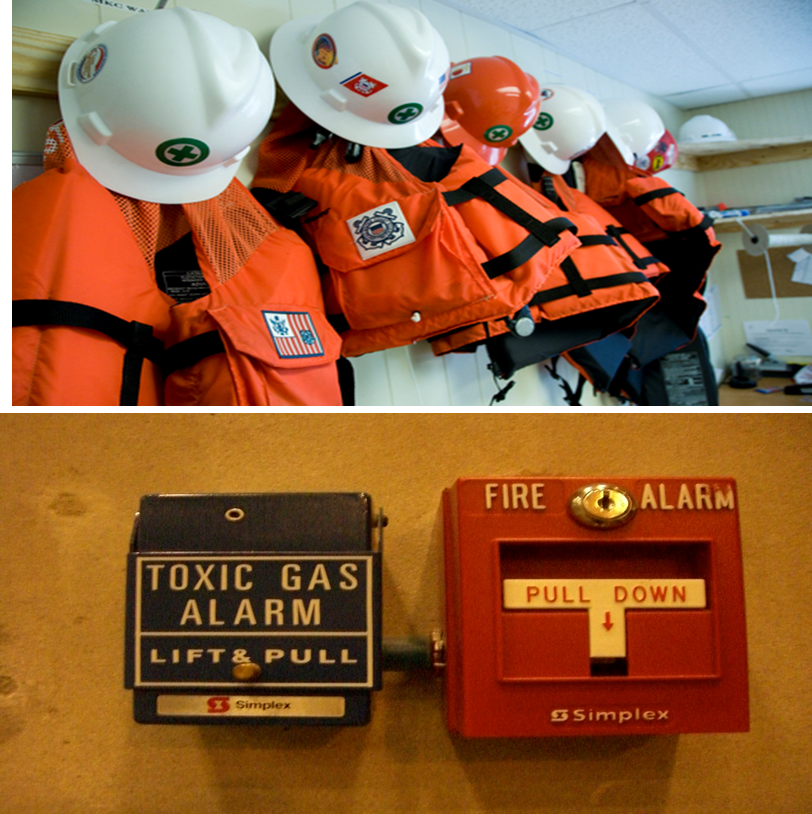 TOXIC GAS
ALARM
LIFT & PULL
Simplex
FIRE ALARM
PULL DOWN
Simplex